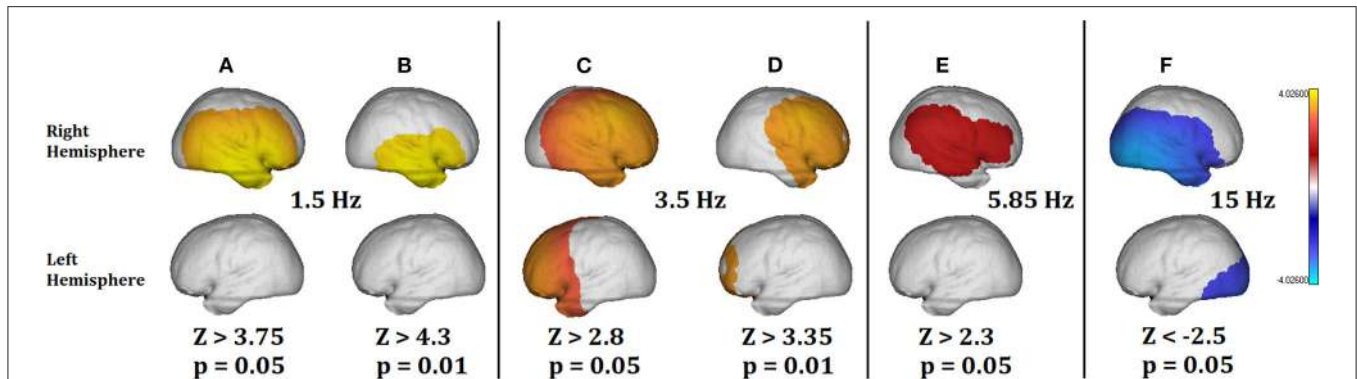 A B C D E F
Right Hemisphere
4.02600
1.5 Hz 3.5 Hz 5.85 Hz 15 Hz
Left Hemisphere
-4.02600
Z > 3.75 Z > 4.3 Z > 2.8 Z > 3.35 Z > 2.3 Z < -2.5
p = 0.05 p = 0.01 p = 0.05 p = 0.01 p = 0.05 p = 0.05